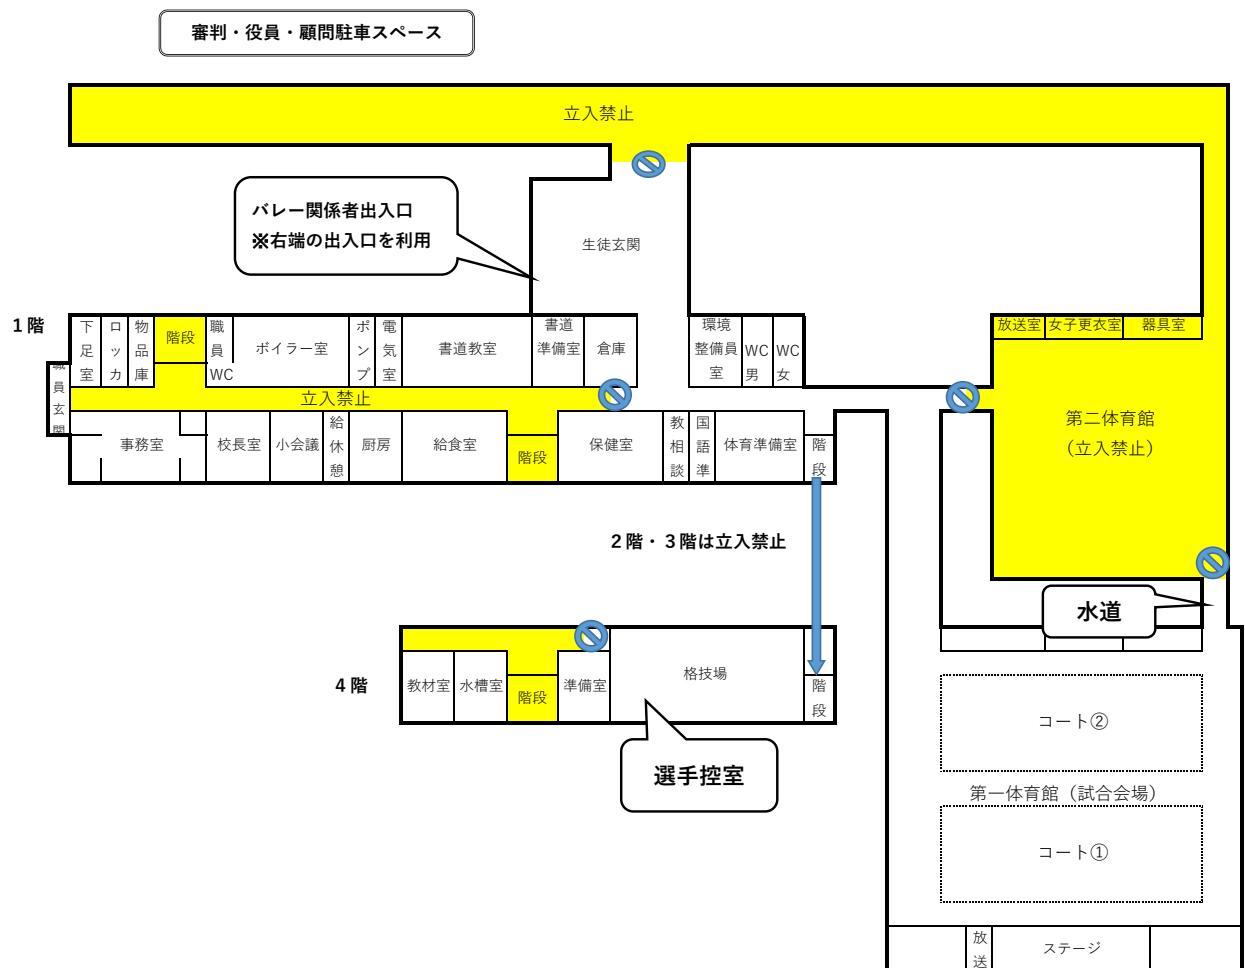 審判・役員・顧問駐車スペース
立入禁止
バレー関係者出入口
※右端の出入口を利用
生徒玄関
1階
下足室
ロッカ
物品庫
階段
職員WC
ボイラー室
ポンプ
電気室
書道教室
書道準備室
倉庫
環境整備員室
WC男
WC女
放送室
女子更衣室
器具室
職員玄関
立入禁止
事務室
校長室
小会議
給休憩
厨房
給食室
階段
保健室
教相談
国語準
体育準備室
階段
第二体育館
（立入禁止）
2階・3階は立入禁止
水道
4階
教材室
水槽室
階段
準備室
格技場
階段
選手控室
コート②
第一体育館（試合会場）
コート①
放送
ステージ